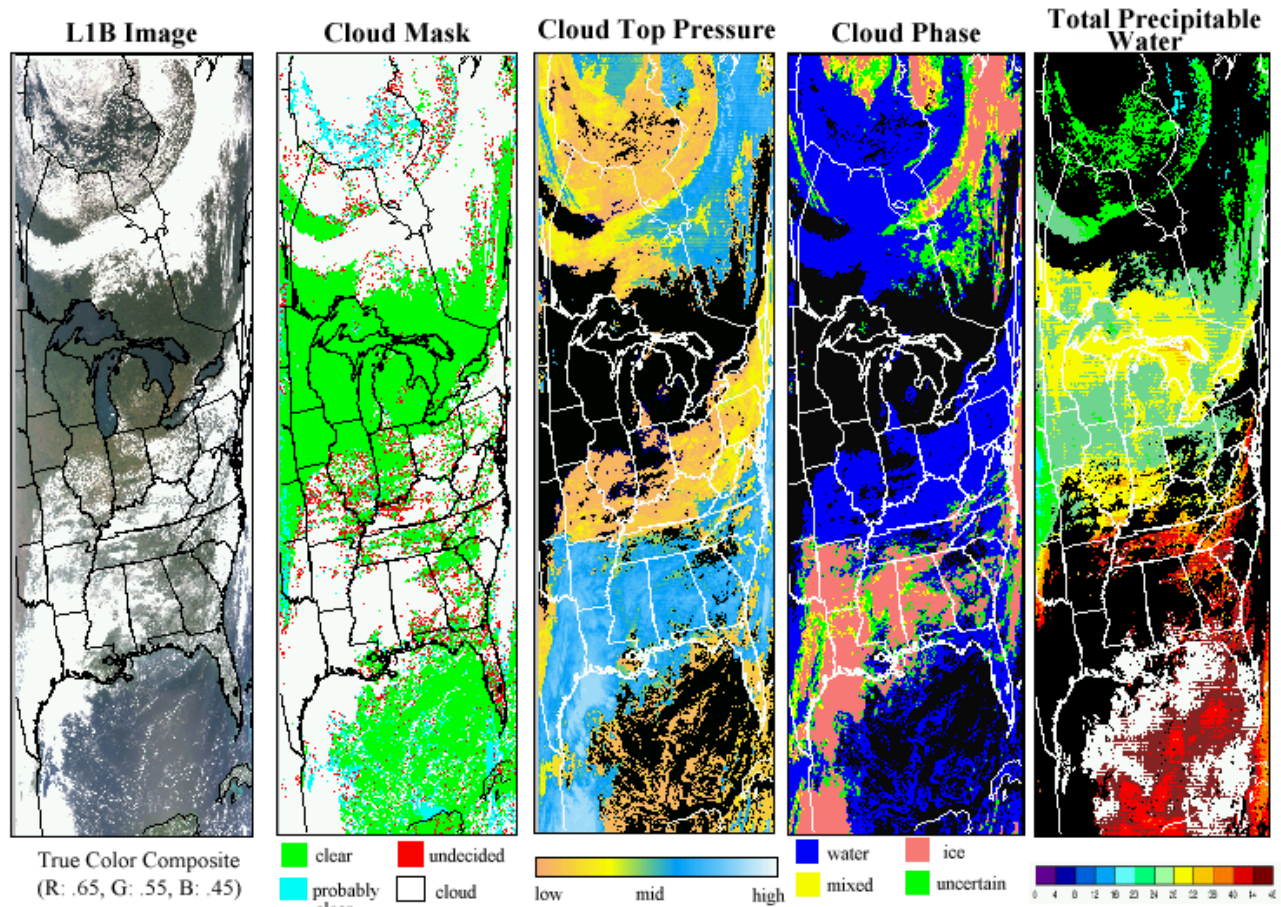 L1B Image
Cloud Mask
Cloud Top Pressure
Cloud Phase
Total Precipitable
Water
True Color Composite
(R: .65, G: .55, B: .45)
clear
undecided
probably
cloud
low
mid
high
water
ice
mixed
uncertain
0 4 8 12 16 20 24 28 32 36 40 44 48